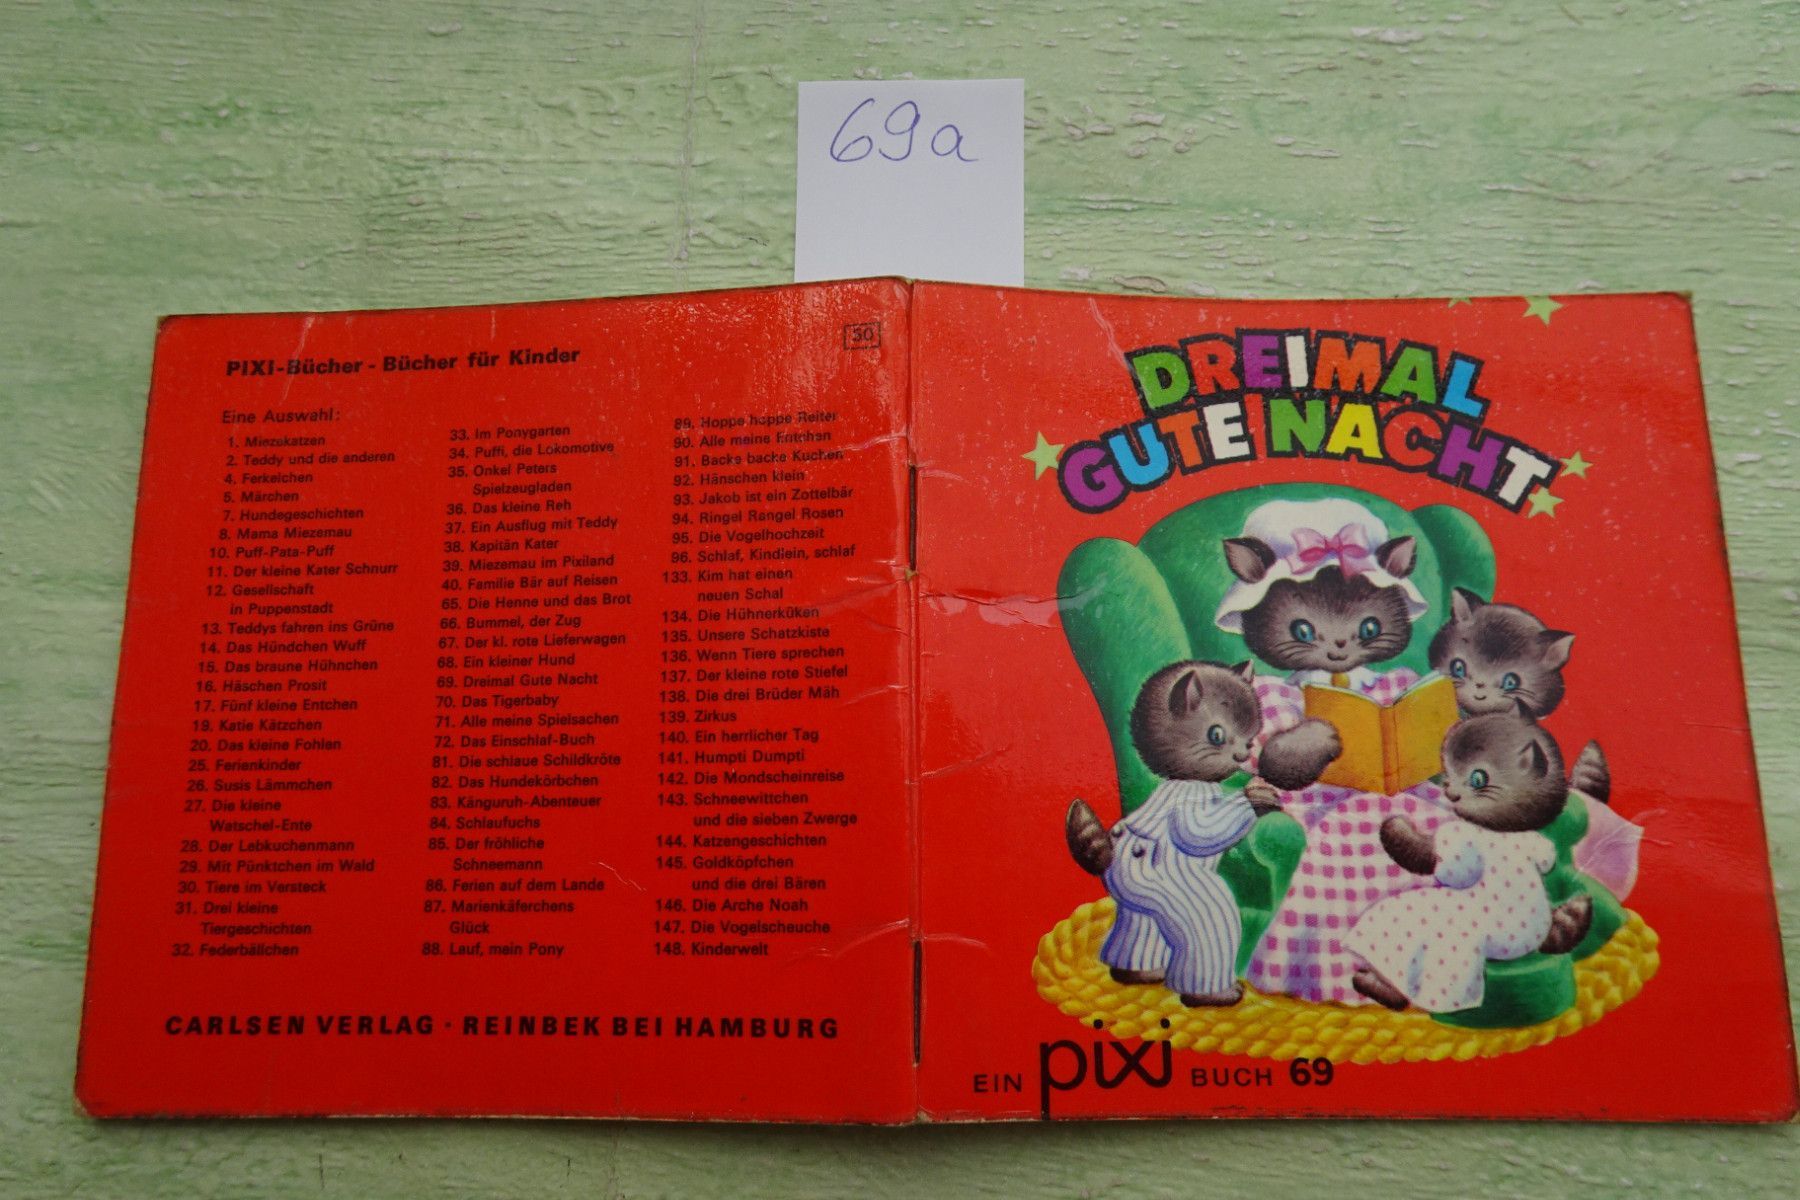 69a
PIXI-Bücher - Bücher für Kinder
50
Eine Auswahl:
1. Miezekatzen
2. Teddy und die anderen
4. Ferkelchen
5. Märchen
7. Hundegeschichten
8. Mama Miezemau
10. Puff-Pata-Puff
11. Der kleine Kater Schnurr
12. Gesellschaft
in Puppenstadt
13. Teddys fahren ins Grüne
14. Das Hündchen Wuff
15. Das braune Hühnchen
16. Häschen Prosit
17. Fünf kleine Entchen
19. Katie Kätzchen
20. Das kleine Fohlen
25. Ferienkinder
26. Susis Lämmchen
27. Die kleine
Watschel-Ente
28. Der Lebkuchenmann
29. Mit Pünktchen im Wald
30. Tiere im Versteck
31. Drei kleine
Tiergeschichten
32. Federbällchen
33. Im Ponygarten
34. Puffi, die Lokomotive
35. Onkel Peters
Spielzeugladen
36. Das kleine Reh
37. Ein Ausflug mit Teddy
38. Kapitän Kater
39. Miezemau im Pixiland
40. Familie Bär auf Reisen
65. Die Henne und das Brot
66. Bummel, der Zug
67. Der kl. rote Lieferwagen
68. Ein kleiner Hund
69. Dreimal Gute Nacht
70. Das Tigerbaby
71. Alle meine Spielsachen
72. Das Einschlaf-Buch
81. Die schlaue Schildkröte
82. Das Hundekörbchen
83. Känguruh-Abenteuer
84. Schlaufuchs
85. Der fröhliche
Schneemann
86. Ferien auf dem Lande
87. Marienkäferchens
Glück
88. Lauf, mein Pony
89. Hoppe hoppe Reiter
90. Alle meine Entchen
91. Backe backe Kuchen
92. Hänschen klein
93. Jakob ist ein Zottelbär
94. Ringel Rangel Rosen
95. Die Vogelhochzeit
96. Schlaf, Kindlein, schlaf
133. Kim hat einen
neuen Schal
134. Die Hühnerküken
135. Unsere Schatzkiste
136. Wenn Tiere sprechen
137. Der kleine rote Stiefel
138. Die drei Brüder Mäh
139. Zirkus
140. Ein herrlicher Tag
141. Humpti Dumpti
142. Die Mondscheinreise
143. Schneewittchen
und die sieben Zwerge
144. Katzengeschichten
145. Goldköpfchen
und die drei Bären
146. Die Arche Noah
147. Die Vogelscheuche
148. Kinderwelt
CARLSEN VERLAG · REINBEK BEI HAMBURG
DREIMAL
GUTE NACHT
EIN pixi BUCH 69